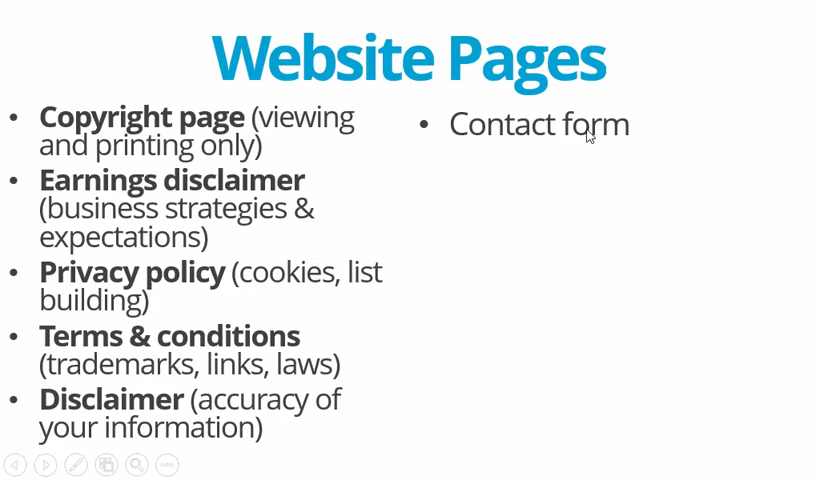 Website Pages
• Copyright page (viewing
and printing only)
• Earnings disclaimer
(business strategies &
expectations)
• Privacy policy (cookies, list
building)
• Terms & conditions
(trademarks, links, laws)
• Disclaimer (accuracy of
your information)
• Contact form